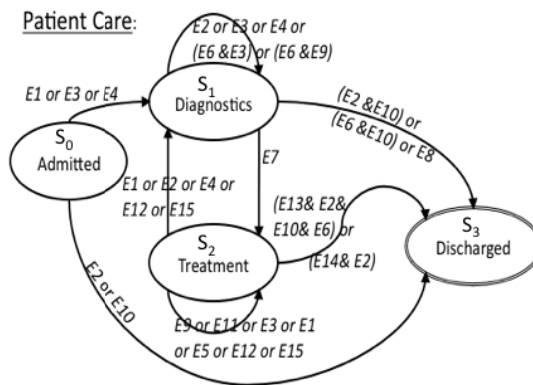 Patient Care:
E2 or E3 or E4 or
(E6 &E3) or (E6 &E9)
S1
Diagnostics
E1 or E3 or E4
(E2 &E10) or
(E6 &E10) or E8
S0
Admitted
E7
E1 or E2 or E4 or
E12 or E15
(E13& E2&
E10& E6) or
(E14& E2)
S2
Treatment
S3
Discharged
E2 or E10
E9 or E11 or E3 or E1
or E5 or E12 or E15